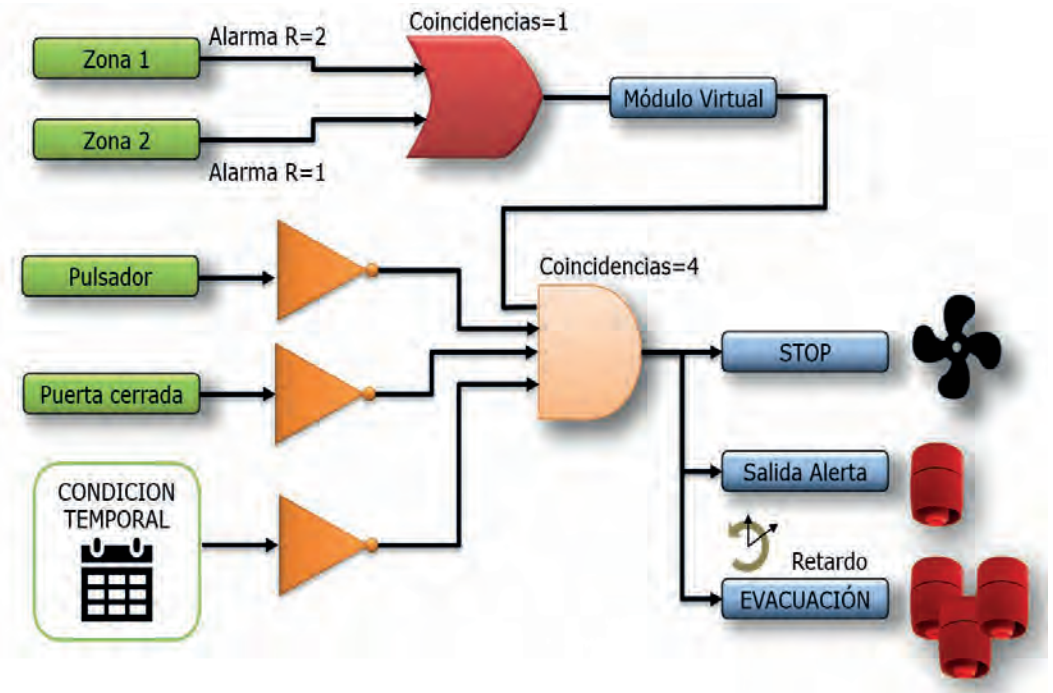 Coincidencias=1
Alarma R=2
Zona 1
Módulo Virtual
Zona 2
Alarma R=1
Coincidencias=4
Pulsador
STOP
Puerta cerrada
Salida Alerta
CONDICION
TEMPORAL
Retardo
EVACUACIÓN